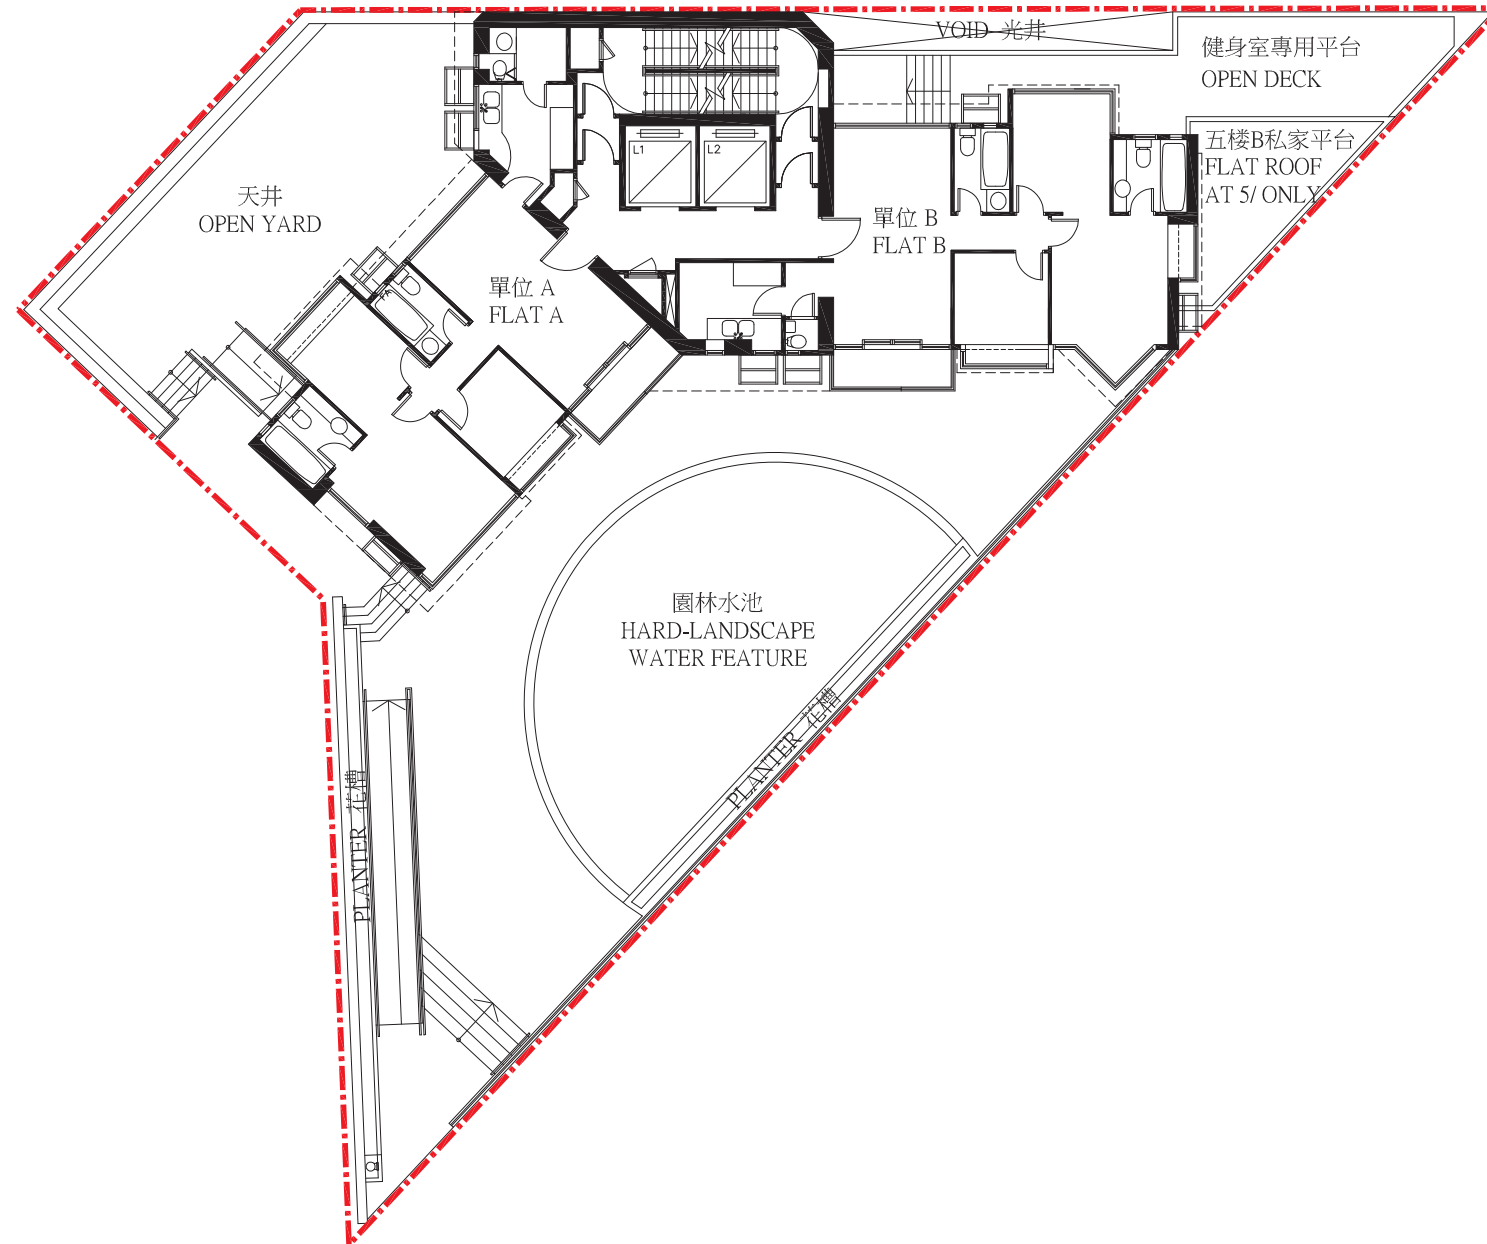 VOID 光井
健身室專用平台
OPEN DECK
五楼B私家平台
FLAT ROOF
AT 5/ ONLY
L1
L2
天井
OPEN YARD
單位 B
FLAT B
單位 A
FLAT A
園林水池
HARD-LANDSCAPE
WATER FEATURE
PLANTER 花槽
PLANTER 花槽